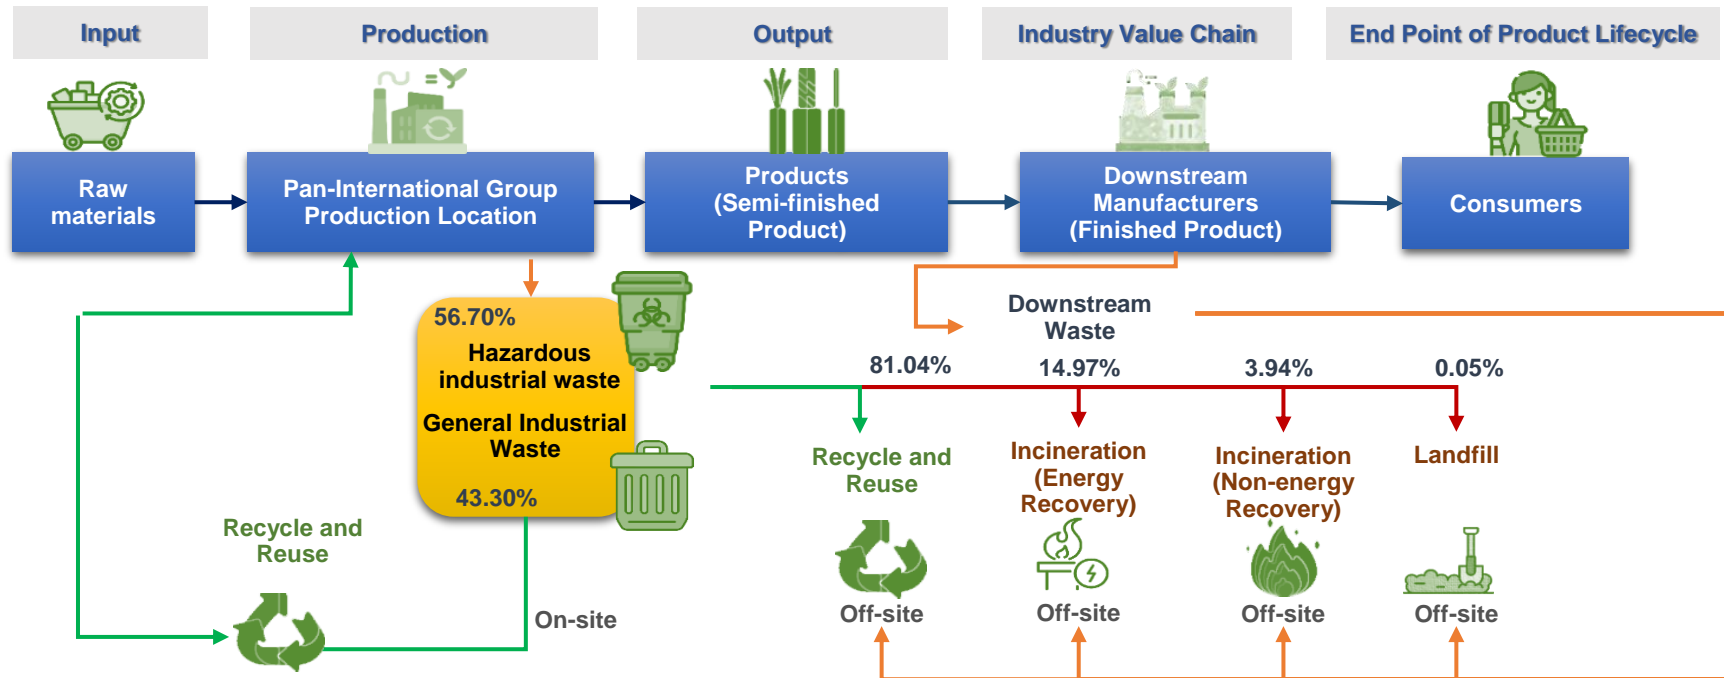 Input
Production
Output
Industry Value Chain
End Point of Product Lifecycle
Raw
materials
Pan-International Group
Production Location
Products
(Semi-finished
Product)
Downstream
Manufacturers
(Finished Product)
Consumers
56.70%
Hazardous
industrial waste
General Industrial
Waste
43.30%
Downstream
Waste
81.04%
14.97%
3.94%
0.05%
Recycle and
Reuse
Incineration
(Energy
Recovery)
Incineration
(Non-energy
Recovery)
Landfill
Recycle and
Reuse
On-site
Off-site
Off-site
Off-site
Off-site